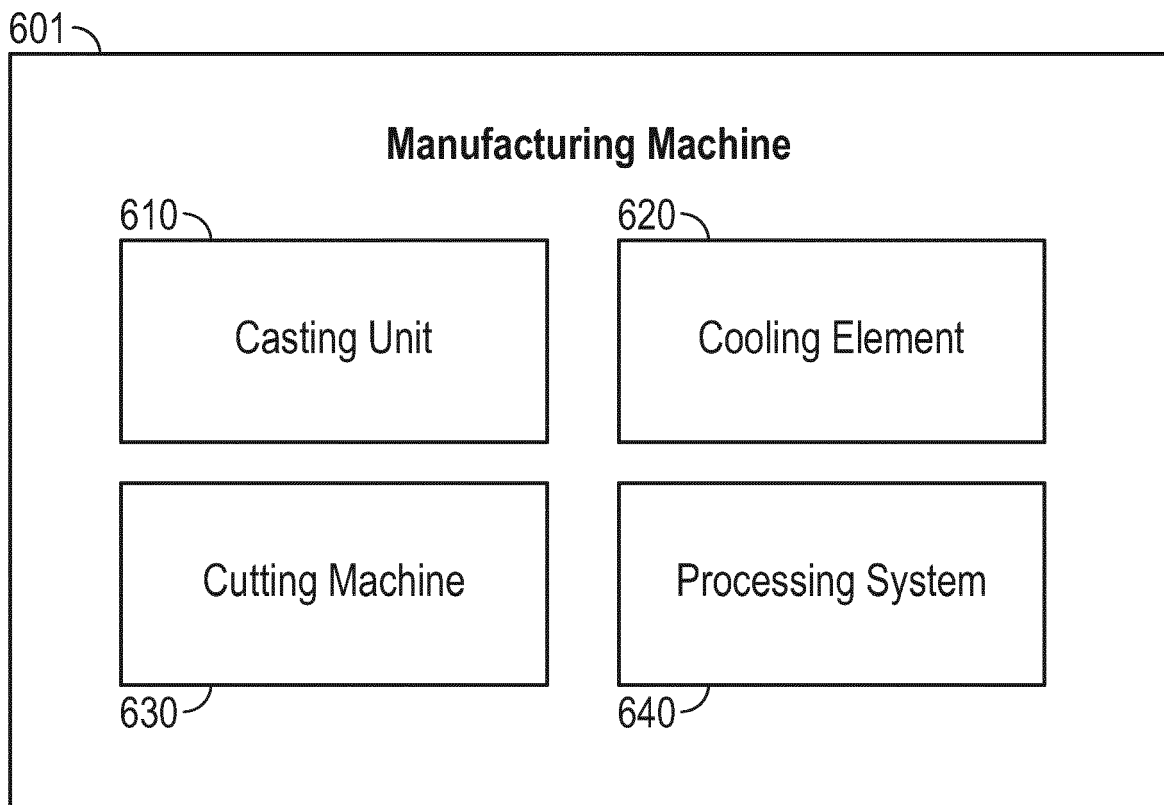 601
Manufacturing Machine
610
620
Casting Unit
Cooling Element
Cutting Machine
Processing System
630
640